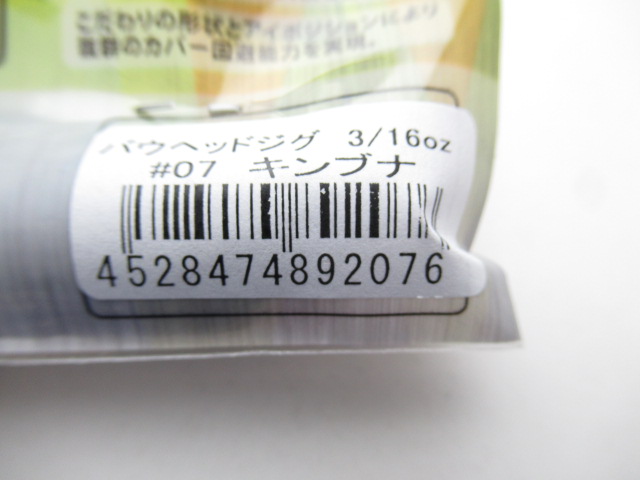 こだわりの形状とアイポジションにより
抜群のカバー回避能力を実現。
バウヘッドジグ 3/16oz
#07 キンブナ
4528474892076